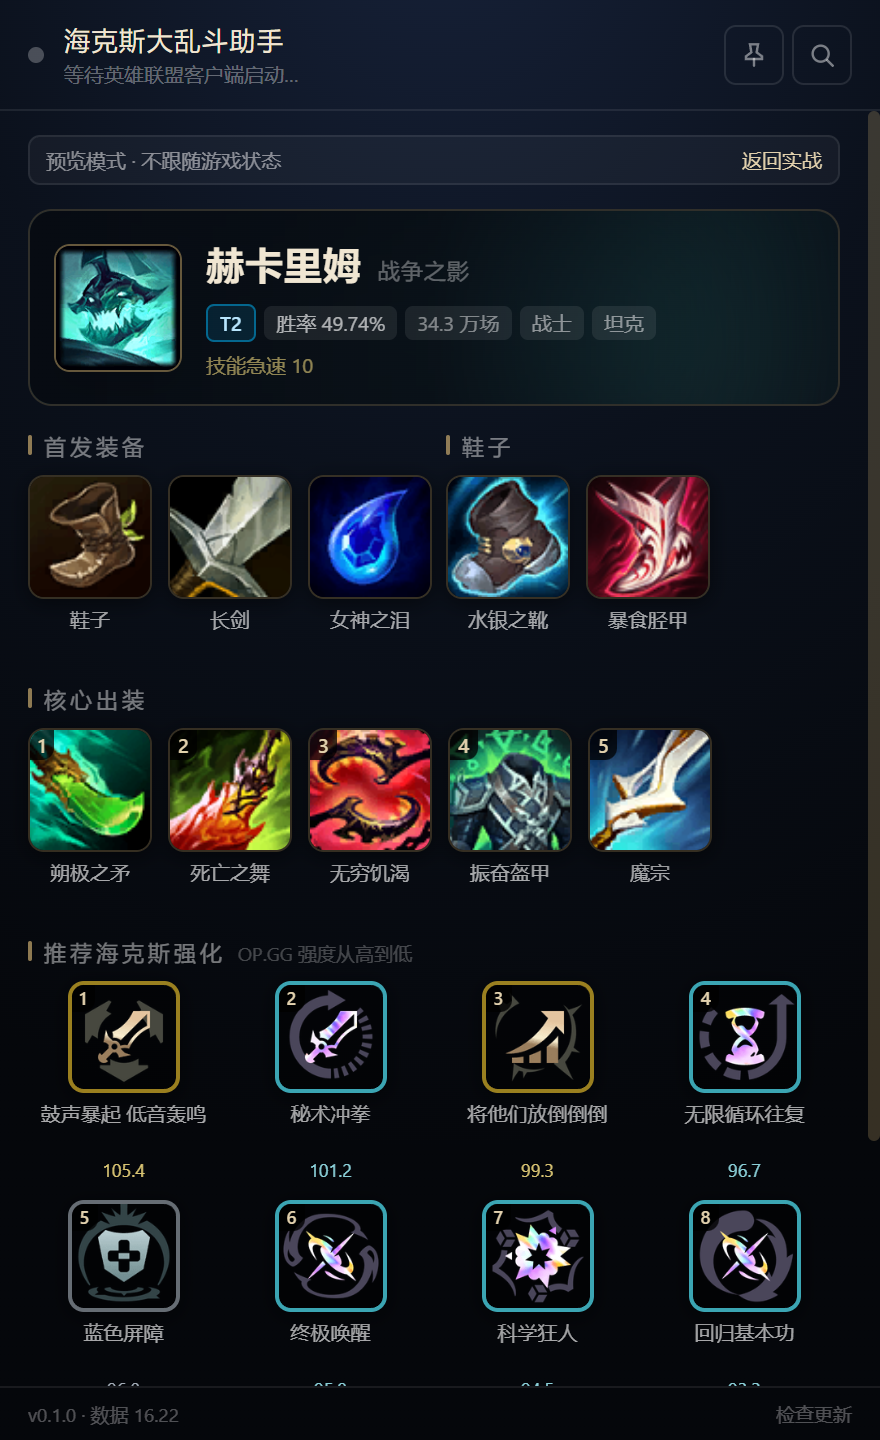 海克斯大乱斗助手
等待英雄联盟客户端启动...
预览模式 · 不跟随游戏状态 返回实战
赫卡里姆 战争之影
T2 胜率 49.74% 34.3 万场 战士 坦克
技能急速 10
首发装备 鞋子
鞋子 长剑 女神之泪 水银之靴 暴食胫甲
核心出装
1 2 3 4 5
朔极之矛 死亡之舞 无穷饥渴 振奋盔甲 魔宗
推荐海克斯强化 OP.GG 强度从高到低
1 2 3 4
鼓声暴起 低音轰鸣 秘术冲拳 将他们放倒倒倒 无限循环往复
105.4 101.2 99.3 96.7
5 6 7 8
蓝色屏障 终极唤醒 科学狂人 回归基本功
v0.1.0 · 数据 16.22 检查更新